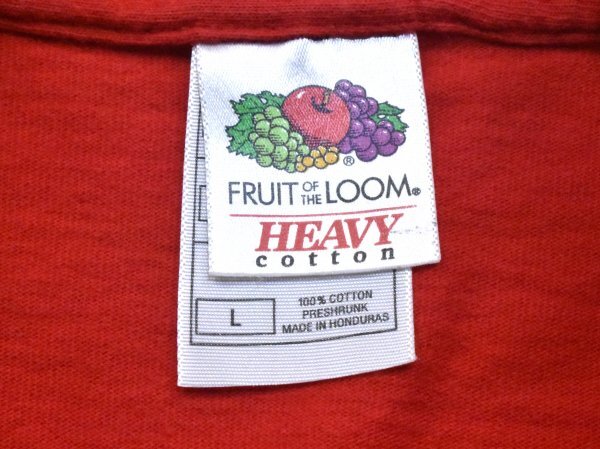 ®
FRUIT OF THE LOOM®
HEAVY
cotton
L
100% COTTON
PRESHRUNK
MADE IN HONDURAS